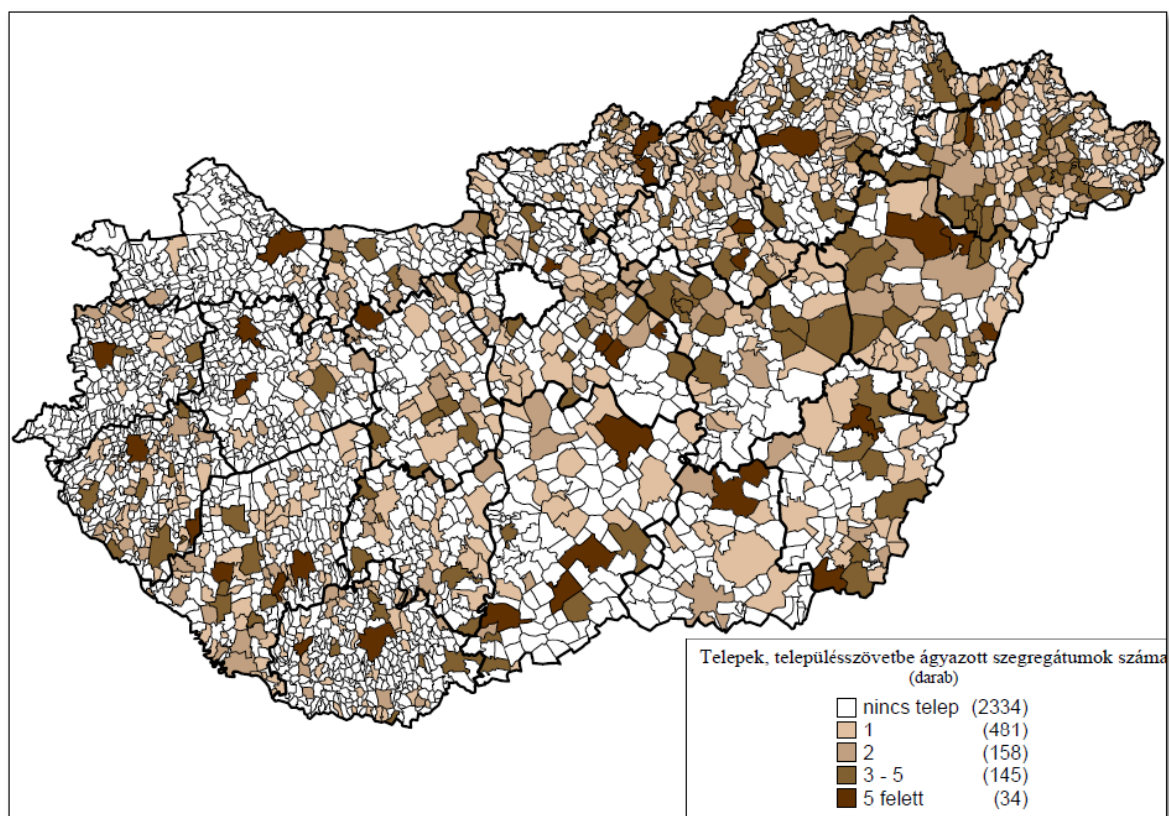 Telepek, településszövetbe ágyazott szegregátumok száma
(darab)
nincs telep (2334)
1 (481)
2 (158)
3 - 5 (145)
5 felett (34)